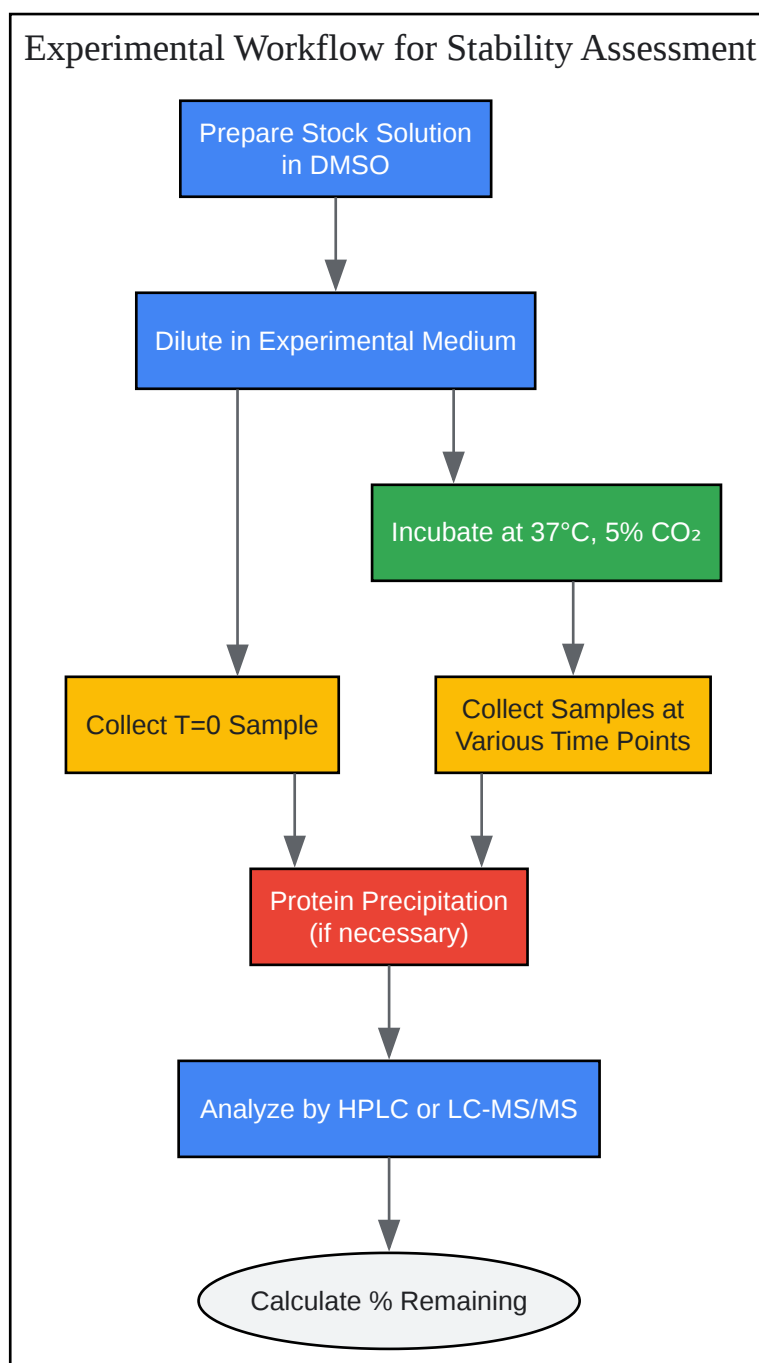 Experimental Workflow for Stability Assessment
Prepare Stock Solution
in DMSO
Dilute in Experimental Medium
Incubate at 37°C, 5% CO₂
Collect T=0 Sample
Collect Samples at
Various Time Points
Protein Precipitation
(if necessary)
Analyze by HPLC or LC-MS/MS
Calculate % Remaining